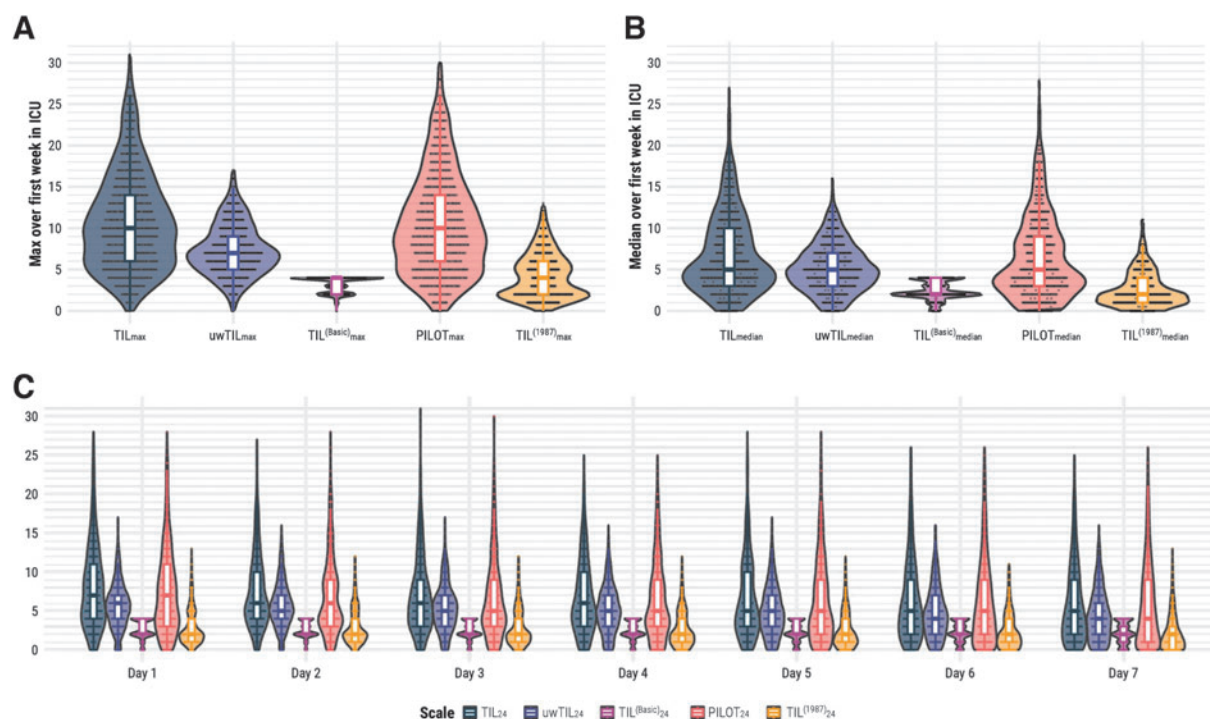 A
Max over first week in ICU
30
25
20
15
10
5
0
TILmax
uwTILmax
TIL(Basic)max
PILOTmax
TIL(1987)max
B
Median over first week in ICU
30
25
20
15
10
5
0
TILmedian
uwTILmedian
TIL(Basic)median
PILOTmedian
TIL(1987)median
C
30
25
20
15
10
5
0
Day 1 Day 2 Day 3 Day 4 Day 5 Day 6 Day 7
Scale TIL24 uwTIL24 TIL(Basic)24 PILOT24 TIL(1987)24